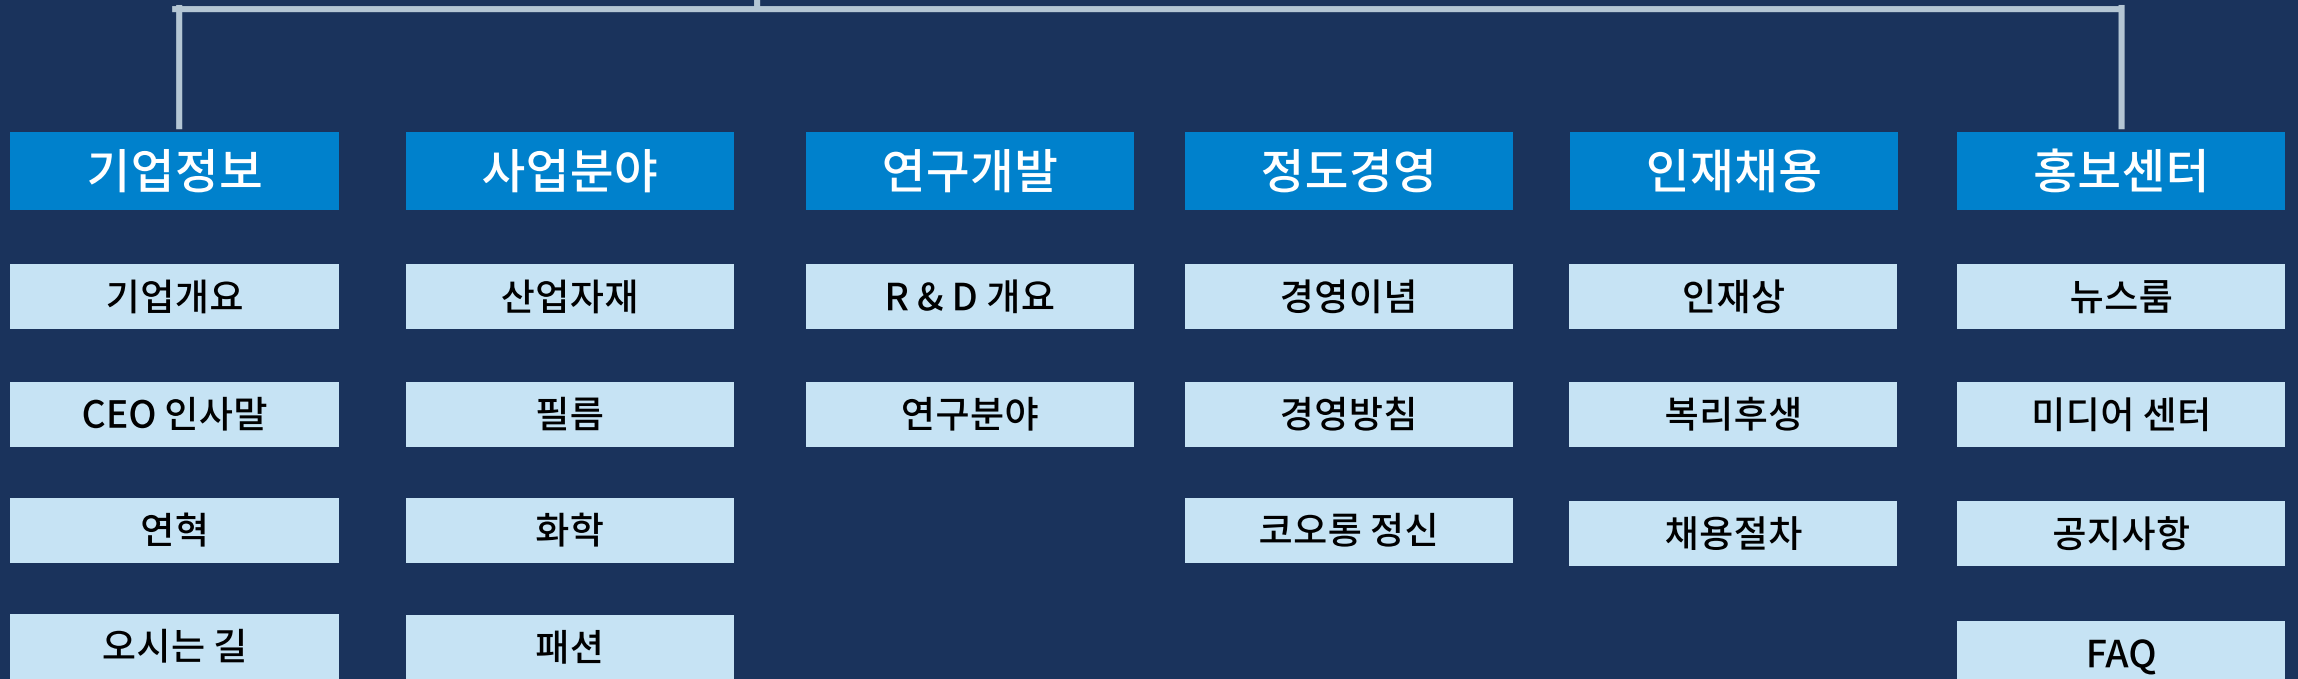 기업정보
사업분야
연구개발
정도경영
인재채용
홍보센터
기업개요
산업자재
R & D 개요
경영이념
인재상
뉴스룸
CEO 인사말
필름
연구분야
경영방침
복리후생
미디어 센터
연혁
화학
코오롱 정신
채용절차
공지사항
오시는 길
패션
FAQ